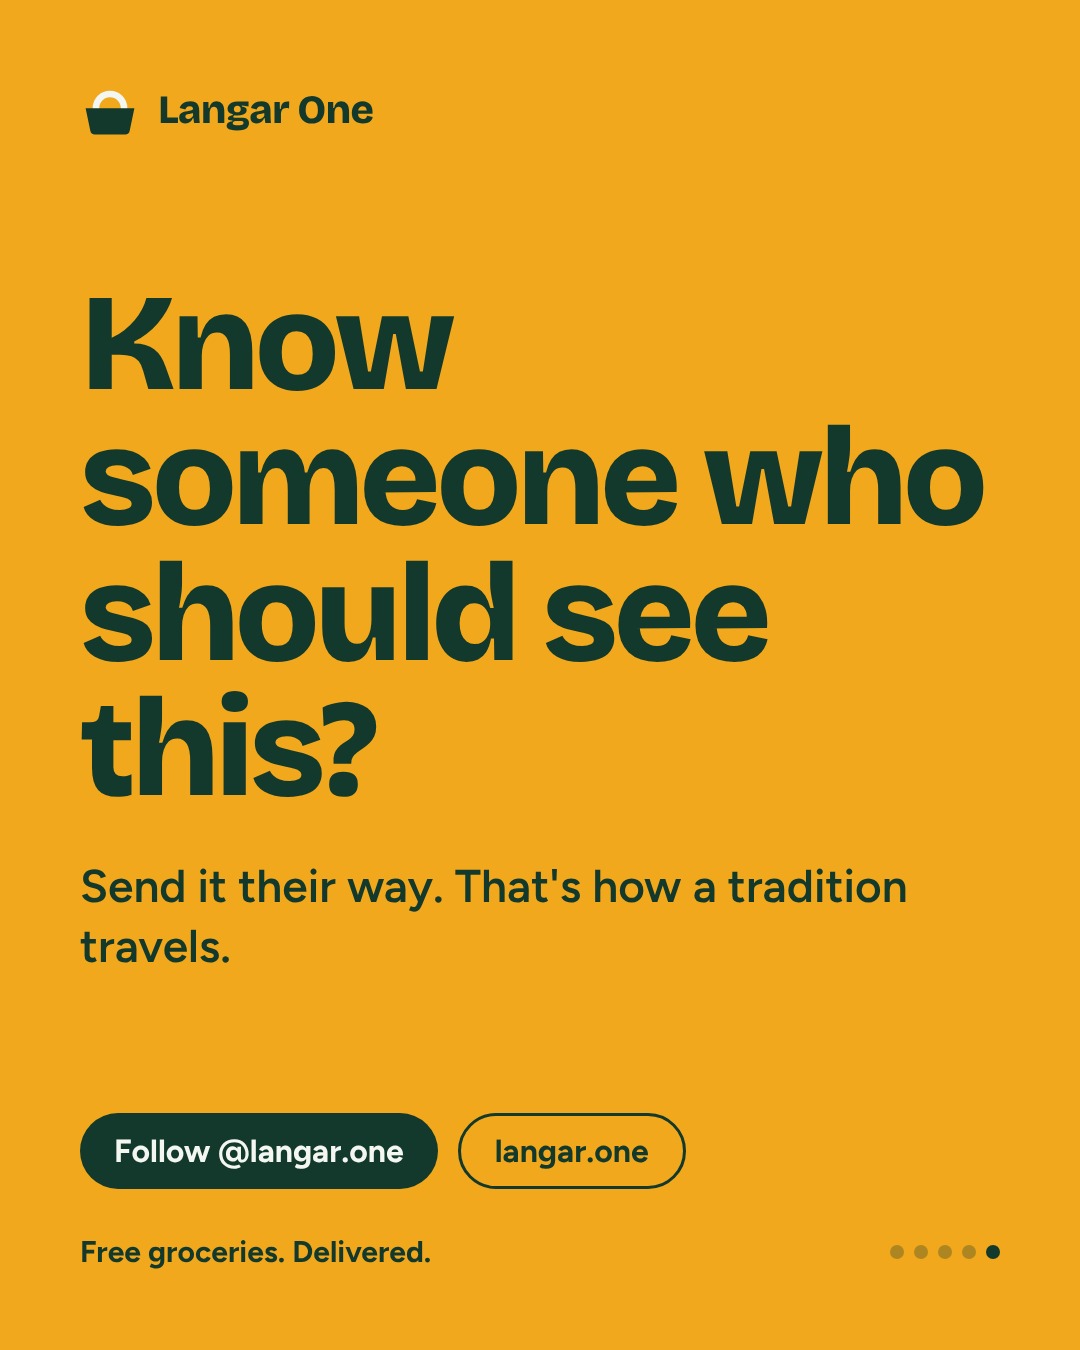 Langar One
Know
someone who
should see
this?
Send it their way. That's how a tradition
travels.
Follow @langar.one
langar.one
Free groceries. Delivered.